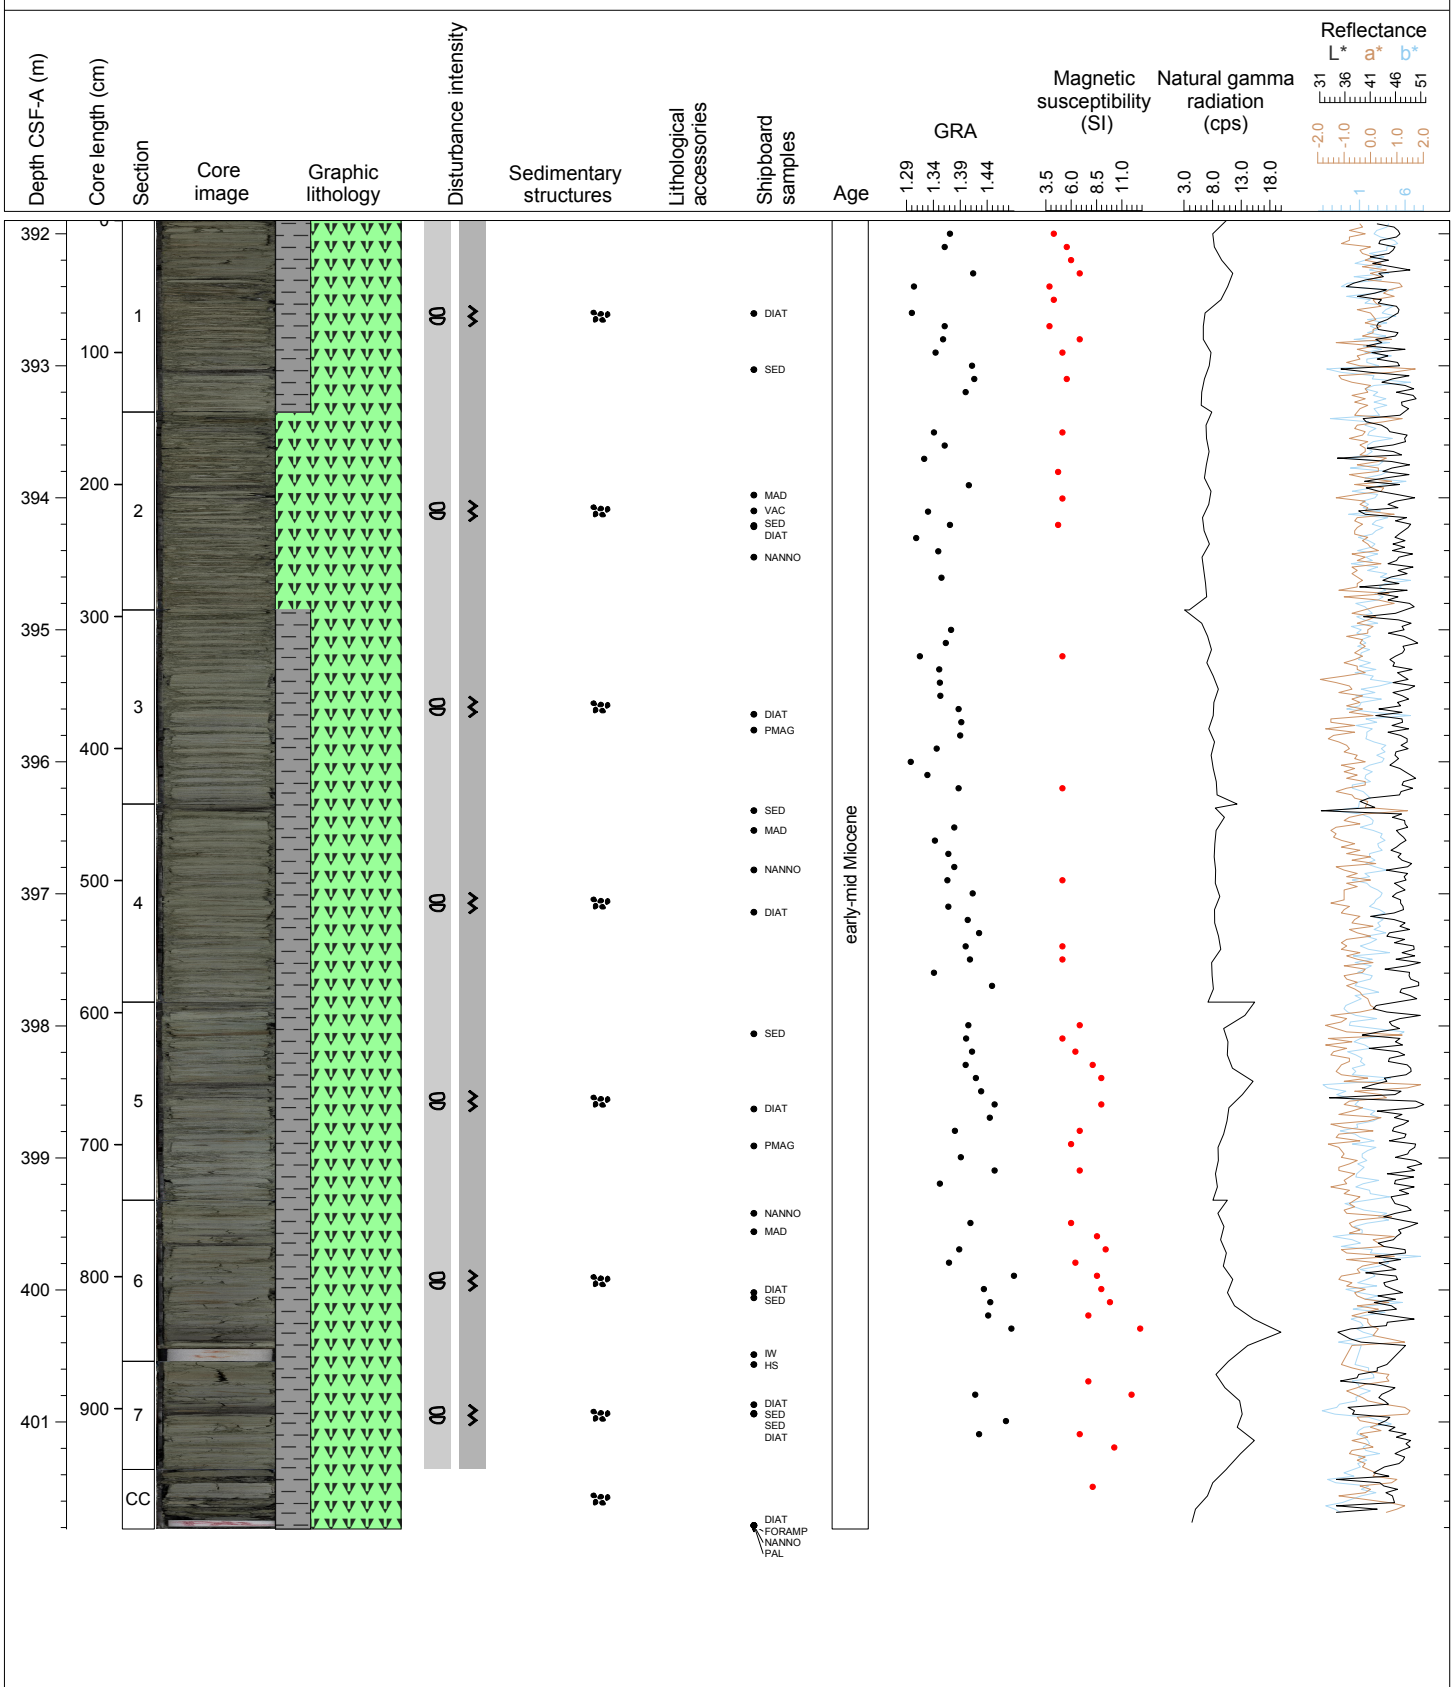 Depth CSF-A (m)
Core length (cm)
Section
Core
image
Graphic
lithology
Disturbance intensity
Sedimentary
structures
Lithological
accessories
Shipboard
samples
Age
GRA
1.29 1.34 1.39 1.44
Magnetic
susceptibility
(SI)
3.5 6.0 8.5 11.0
Natural gamma
radiation
(cps)
3.0 8.0 13.0 18.0
Reflectance
L* a* b*
31 36 41 46 51
-2.0 -1.0 0.0 1.0 2.0
1 6
0
392
1
DIAT
100
393
SED
200
394
2
MAD
VAC
SED
DIAT
NANNO
300
395
3
DIAT
PMAG
400
396
SED
MAD
early-mid Miocene
NANNO
500
397
4
DIAT
600
398
SED
5
DIAT
700
399
PMAG
NANNO
MAD
800
400
6
DIAT
SED
IW
HS
900
401
7
DIAT
SED
SED
DIAT
CC
DIAT
FORAMP
NANNO
PAL